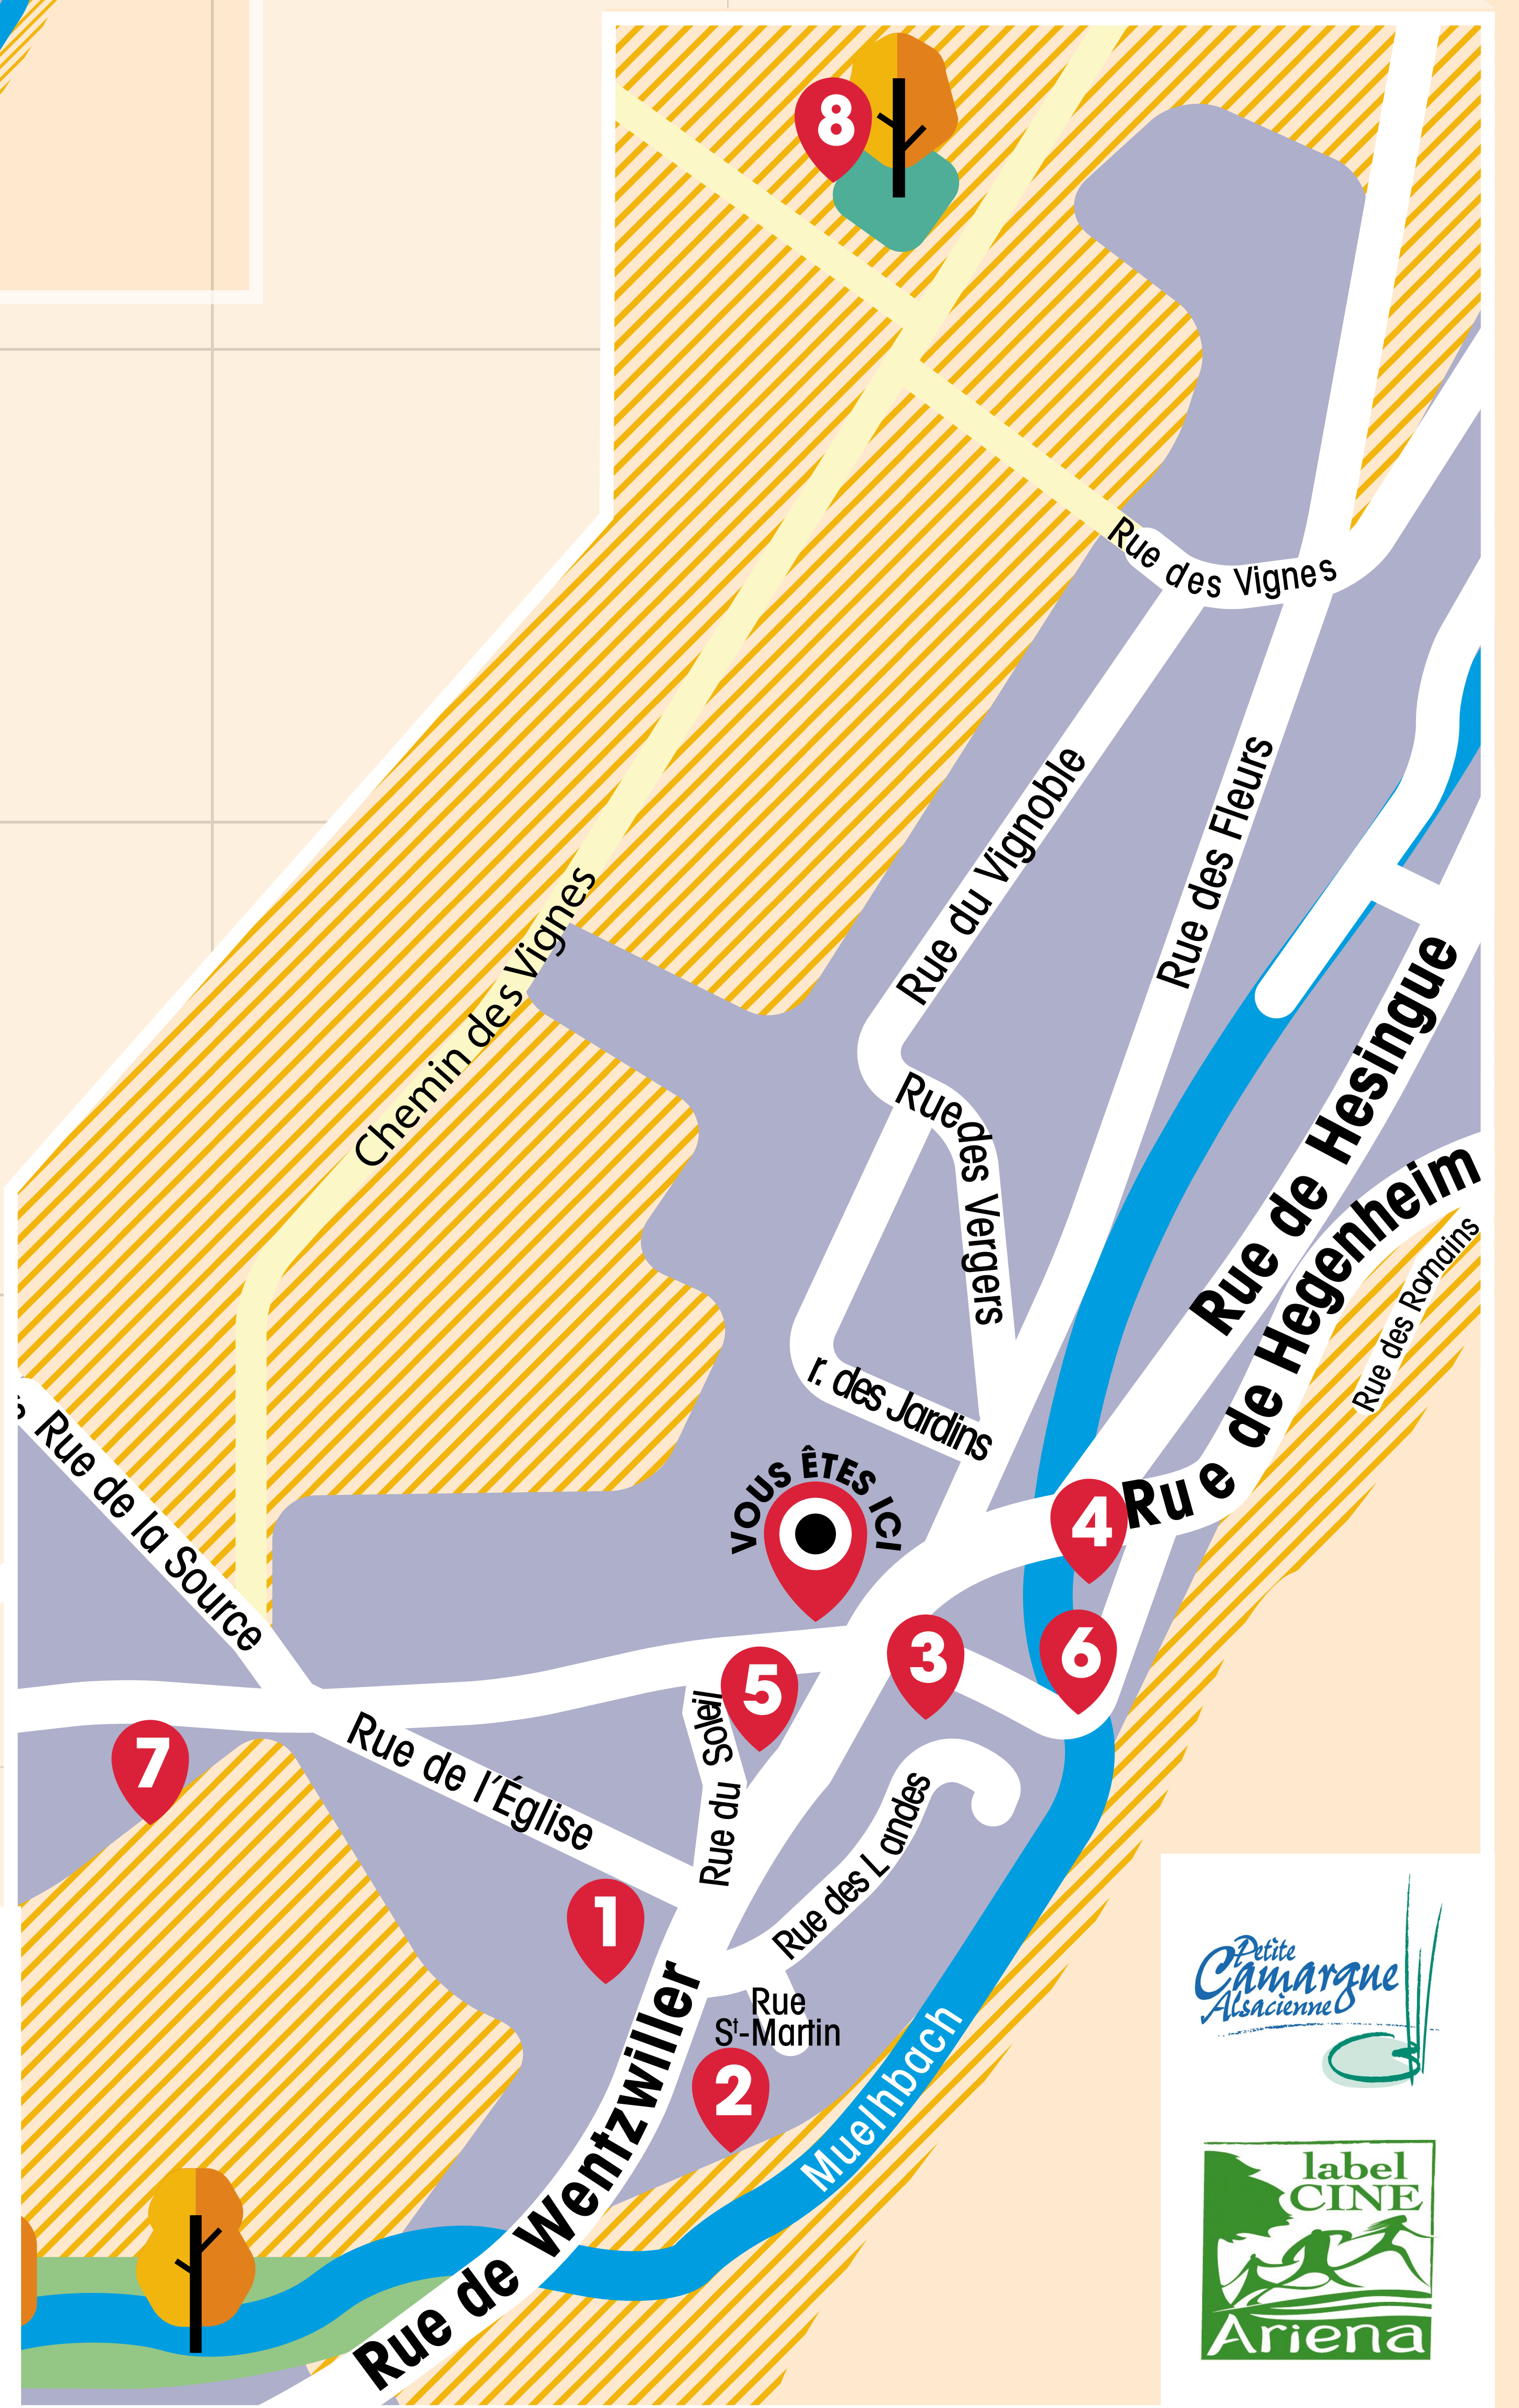 8
Rue des Vignes
Rue du Vignoble
Rue des Fleurs
Chemin des Vignes
Rue de Hesingue
Rue des Vergers
Rue de Hegenheim
Rue des Romains
r. des Jardins
Rue de la Source
VOUS ÊTES ICI
4
3
6
5
7
Rue du Soleil
Rue de l'Église
Rue des Landes
1
Rue
St-Martin
2
Rue de Wentzwiller
Muelhbach
Petite
Camargue
Alsacienne
label
CINE
Ariena